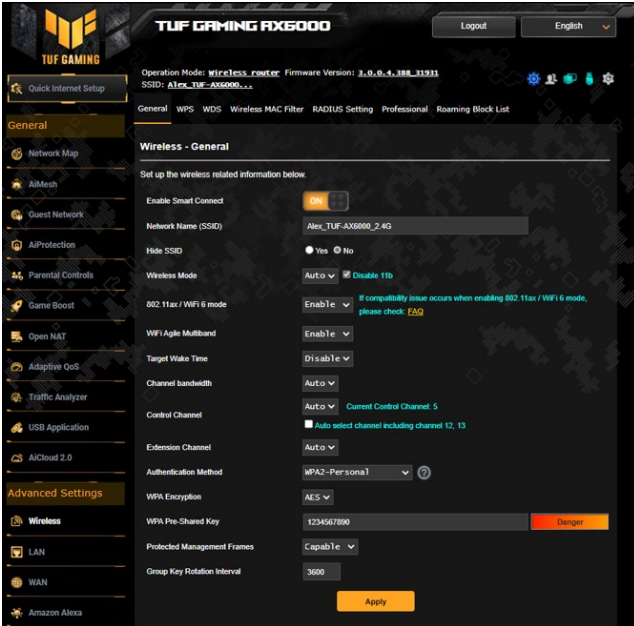 TUF GAMING AX6000
Logout
English
TUF GAMING
Quick Internet Setup
General
Network Map
AiMesh
Guest Network
AiProtection
Parental Controls
Game Boost
Open NAT
Adaptive QoS
Traffic Analyzer
USB Application
AiCloud 2.0
Advanced Settings
Wireless
LAN
WAN
Amazon Alexa
Operation Mode: Wireless router Firmware Version: 3.0.0.4.388_31931
SSID: Alex_TUF-AX6000...
General WPS WDS Wireless MAC Filter RADIUS Setting Professional Roaming Block List
Wireless - General
Set up the wireless related information below.
Enable Smart Connect ON
Network Name (SSID) Alex_TUF-AX6000_2.4G
Hide SSID Yes No
Wireless Mode Auto Disable 11b
802.11ax / WiFi 6 mode Enable If compatibility issue occurs when enabling 802.11ax / WiFi 6 mode,
please check: FAQ
WiFi Agile Multiband Enable
Target Wake Time Disable
Channel bandwidth Auto
Control Channel Auto Current Control Channel: 5
Auto select channel including channel 12, 13
Extension Channel Auto
Authentication Method WPA2-Personal ?
WPA Encryption AES
WPA Pre-Shared Key 1234567890 Danger
Protected Management Frames Capable
Group Key Rotation Interval 3600
Apply